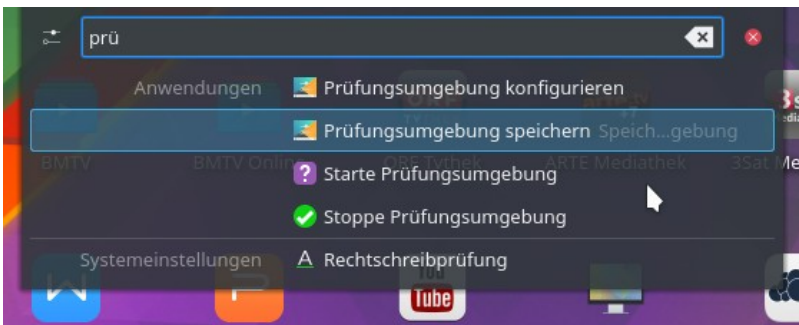 prü
Anwendungen Prüfungsumgebung konfigurieren
Prüfungsumgebung speichern Speich...gebung
Starte Prüfungsumgebung
Stoppe Prüfungsumgebung
Systemeinstellungen A Rechtschreibprüfung
BMTV BMTV Online ORF Tvthek ARTE Mediathek 3Sat Me
You
Tube